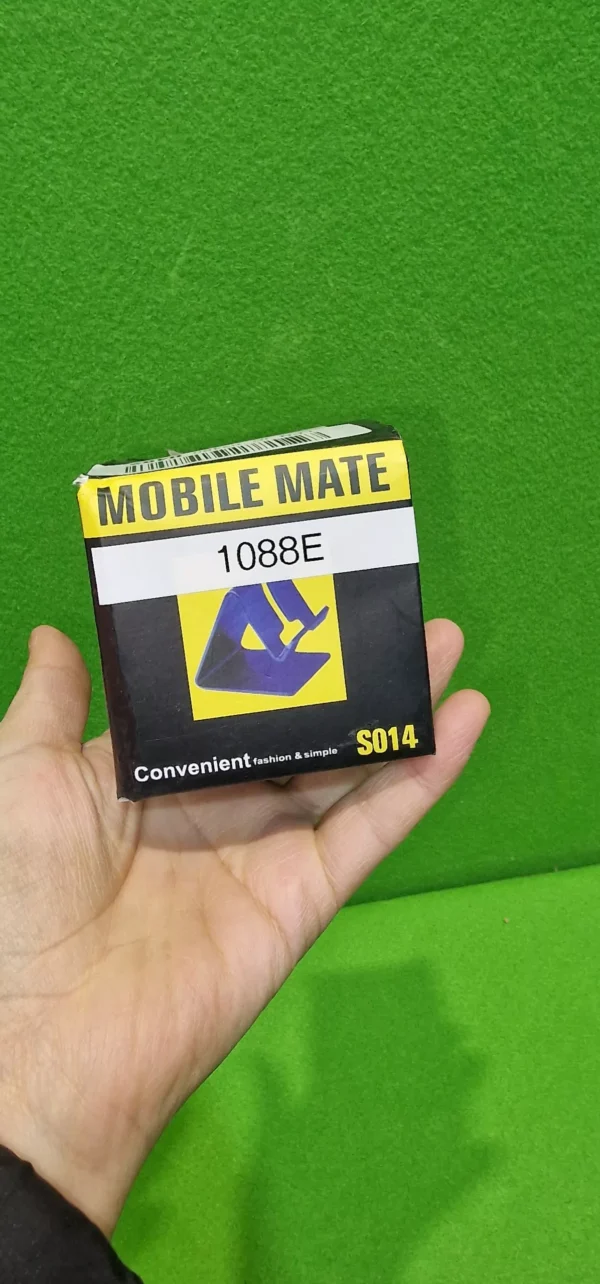 MOBILE MATE
1088E
Convenient fashion & simple
S014